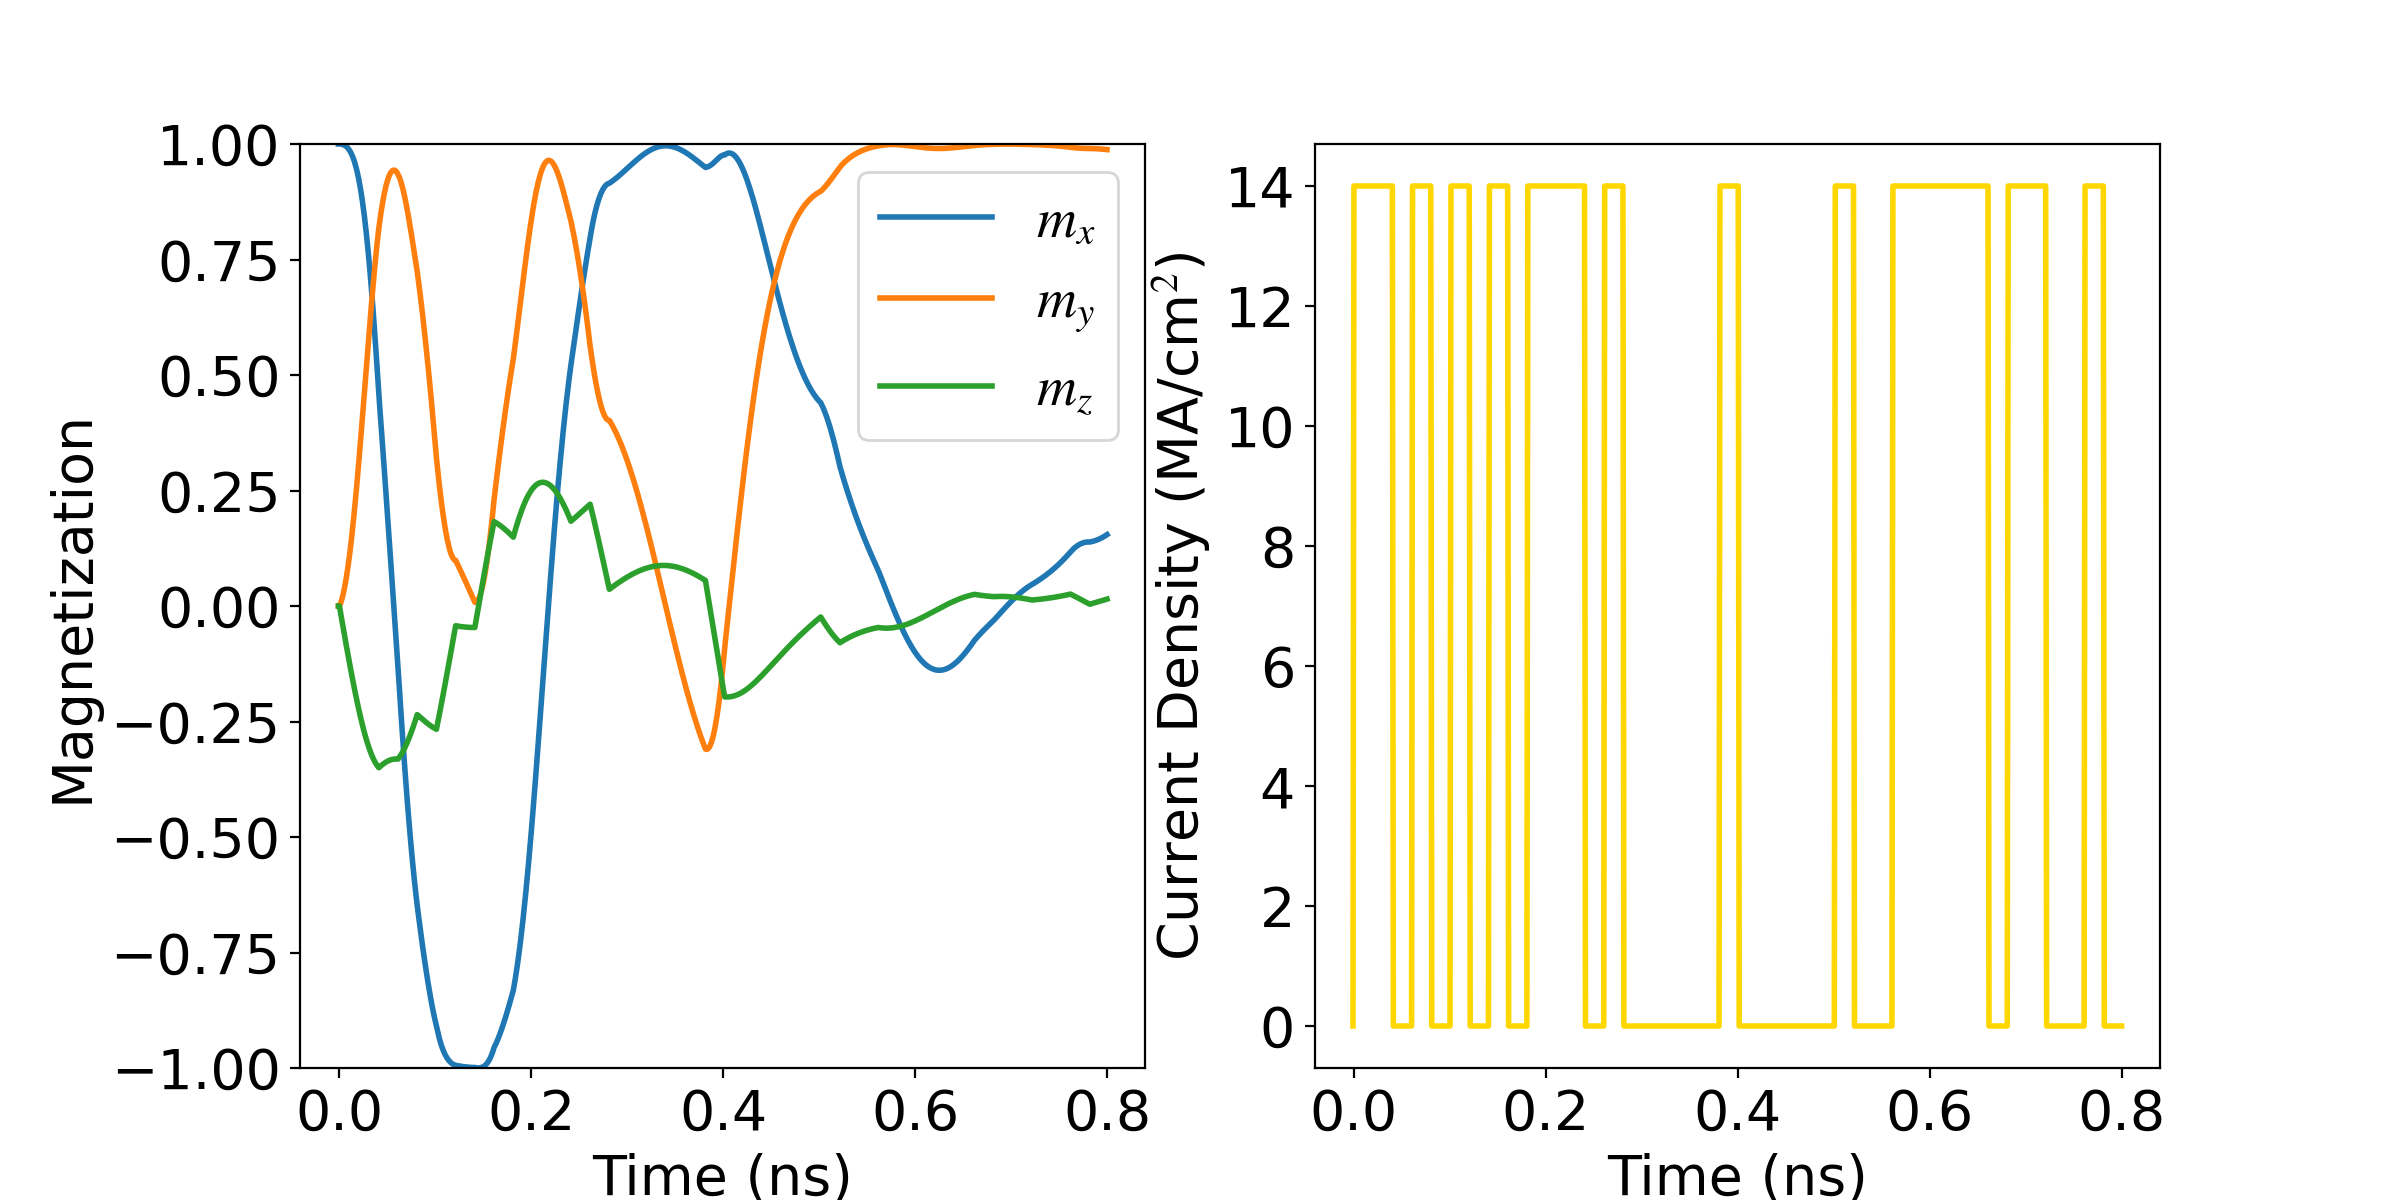 Magnetization
1.00
0.75
0.50
0.25
0.00
−0.25
−0.50
−0.75
−1.00
0.0 0.2 0.4 0.6 0.8
Time (ns)
m_x
m_y
m_z
Current Density (MA/cm²)
14
12
10
8
6
4
2
0
0.0 0.2 0.4 0.6 0.8
Time (ns)